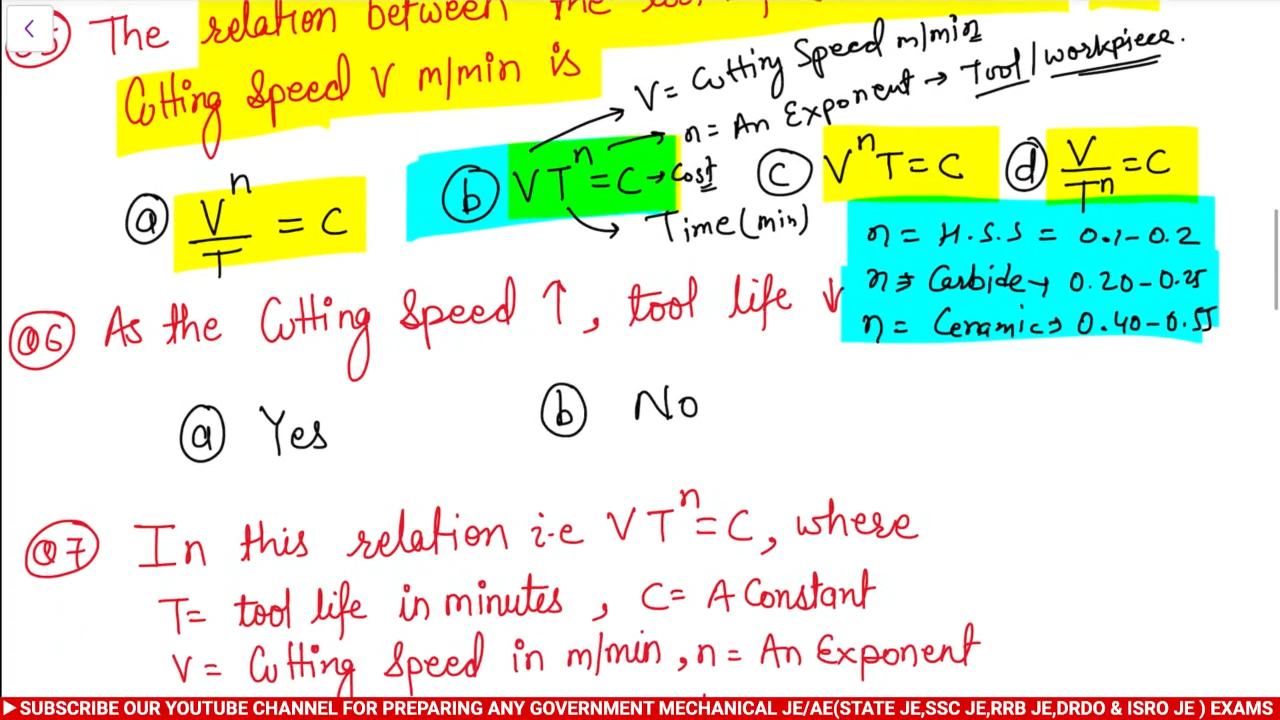 The relation between the
Cutting Speed V m/min is
V = Cutting Speed m/min
n = An Exponent → Tool/workpiece.
ⓐ V^n / T = C
ⓑ VT^n = C → Cost
ⓒ V^n T = C
ⓓ V / T^n = C
Time (min)
n = H.S.S = 0.1-0.2
n → Carbide → 0.20-0.25
n = Ceramic → 0.40-0.55
Q6 As the Cutting Speed ↑, tool life ↓
ⓐ Yes ⓑ No
Q7 In this relation i.e VT^n = C, where
T = tool life in minutes, C = A Constant
V = Cutting Speed in m/min, n = An Exponent
▶ SUBSCRIBE OUR YOUTUBE CHANNEL FOR PREPARING ANY GOVERNMENT MECHANICAL JE/AE(STATE JE,SSC JE,RRB JE,DRDO & ISRO JE ) EXAMS